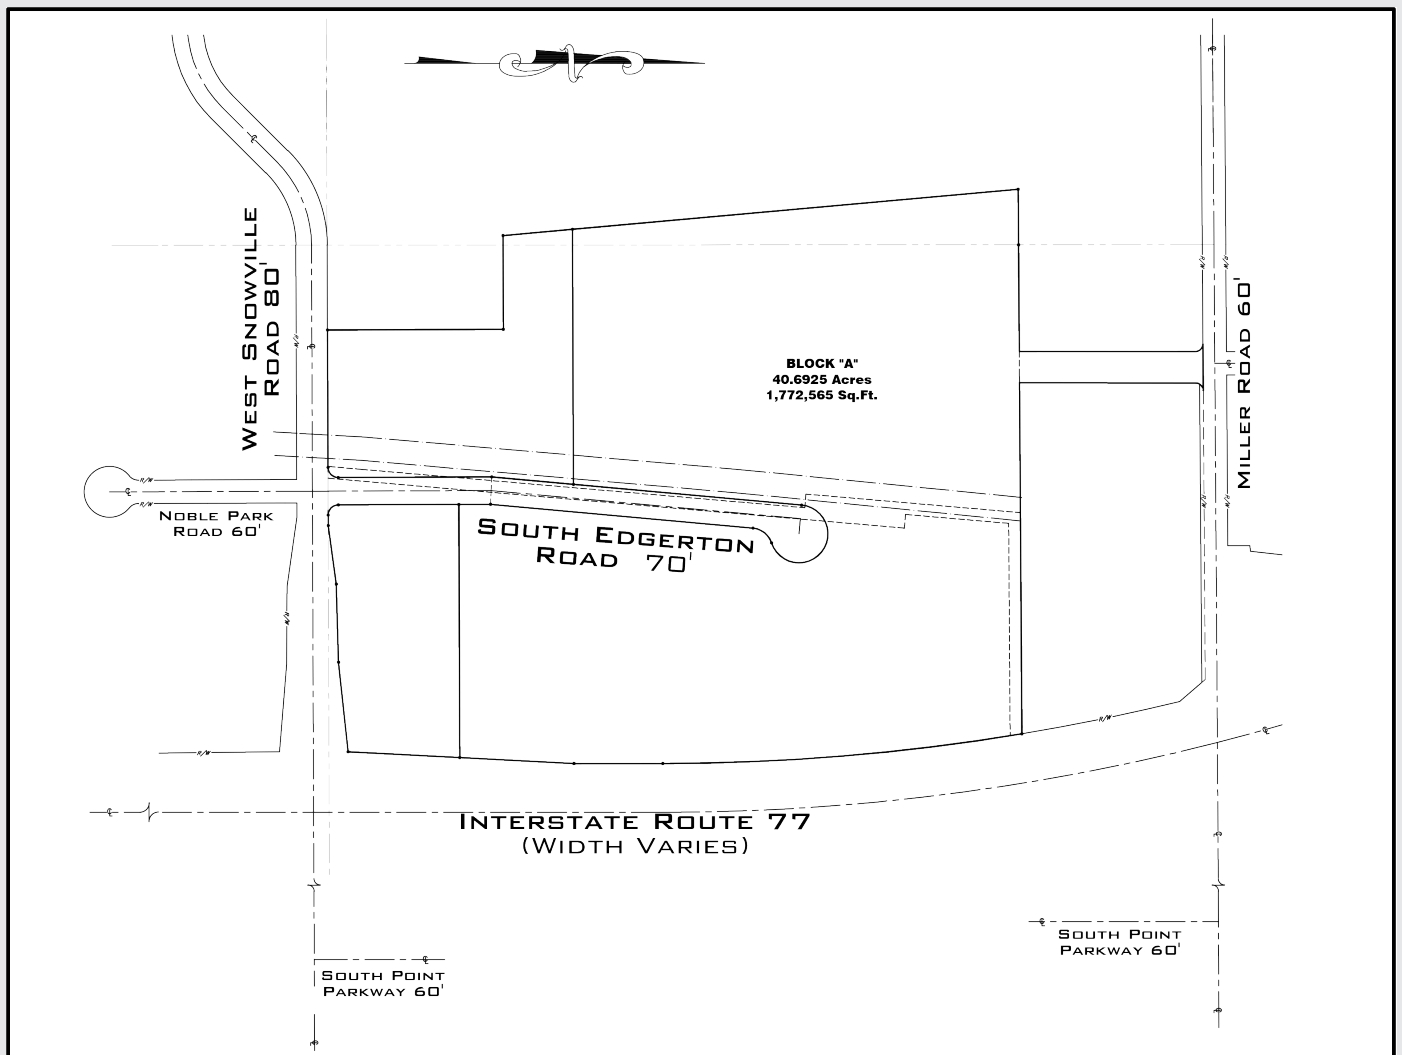 WEST SNOWVILLE
ROAD 80'
BLOCK "A"
40.6925 Acres
1,772,565 Sq.Ft.
MILLER ROAD 60'
NOBLE PARK
ROAD 60'
SOUTH EDGERTON
ROAD 70'
R/W
R/W
R/W
R/W
R/W
R/W
R/W
R/W
R/W
R/W
INTERSTATE ROUTE 77
(WIDTH VARIES)
SOUTH POINT
PARKWAY 60'
SOUTH POINT
PARKWAY 60'